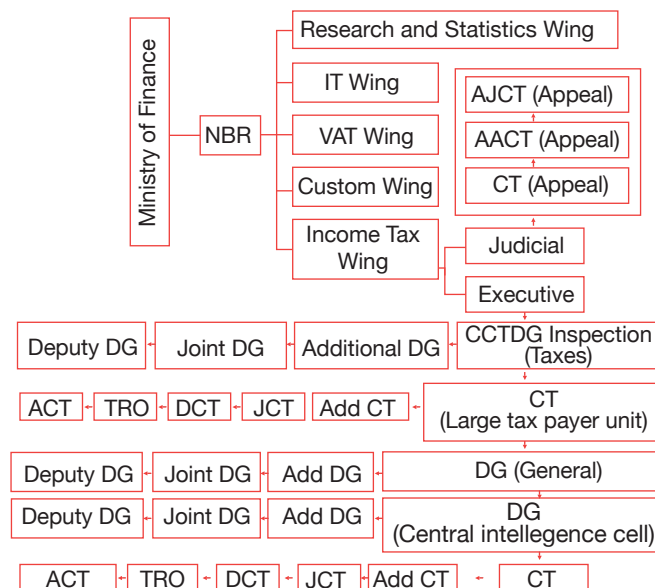 Ministry of Finance
NBR
Research and Statistics Wing
IT Wing
VAT Wing
Custom Wing
Income Tax
Wing
AJCT (Appeal)
AACT (Appeal)
CT (Appeal)
Judicial
Executive
Deputy DG
Joint DG
Additional DG
CCTDG Inspection
(Taxes)
ACT
TRO
DCT
JCT
Add CT
CT
(Large tax payer unit)
Deputy DG
Joint DG
Add DG
DG (General)
Deputy DG
Joint DG
Add DG
DG
(Central intellegence cell)
ACT
TRO
DCT
JCT
Add CT
CT